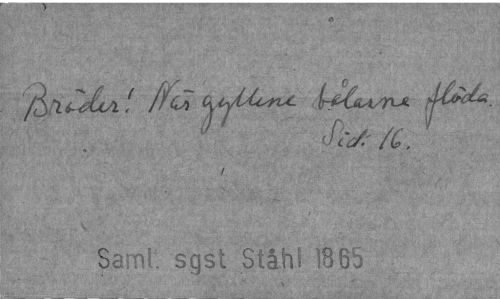 Bröder! När gyllene bålarne flöda.
Sid. 16.
Saml. sgst Ståhl 1865